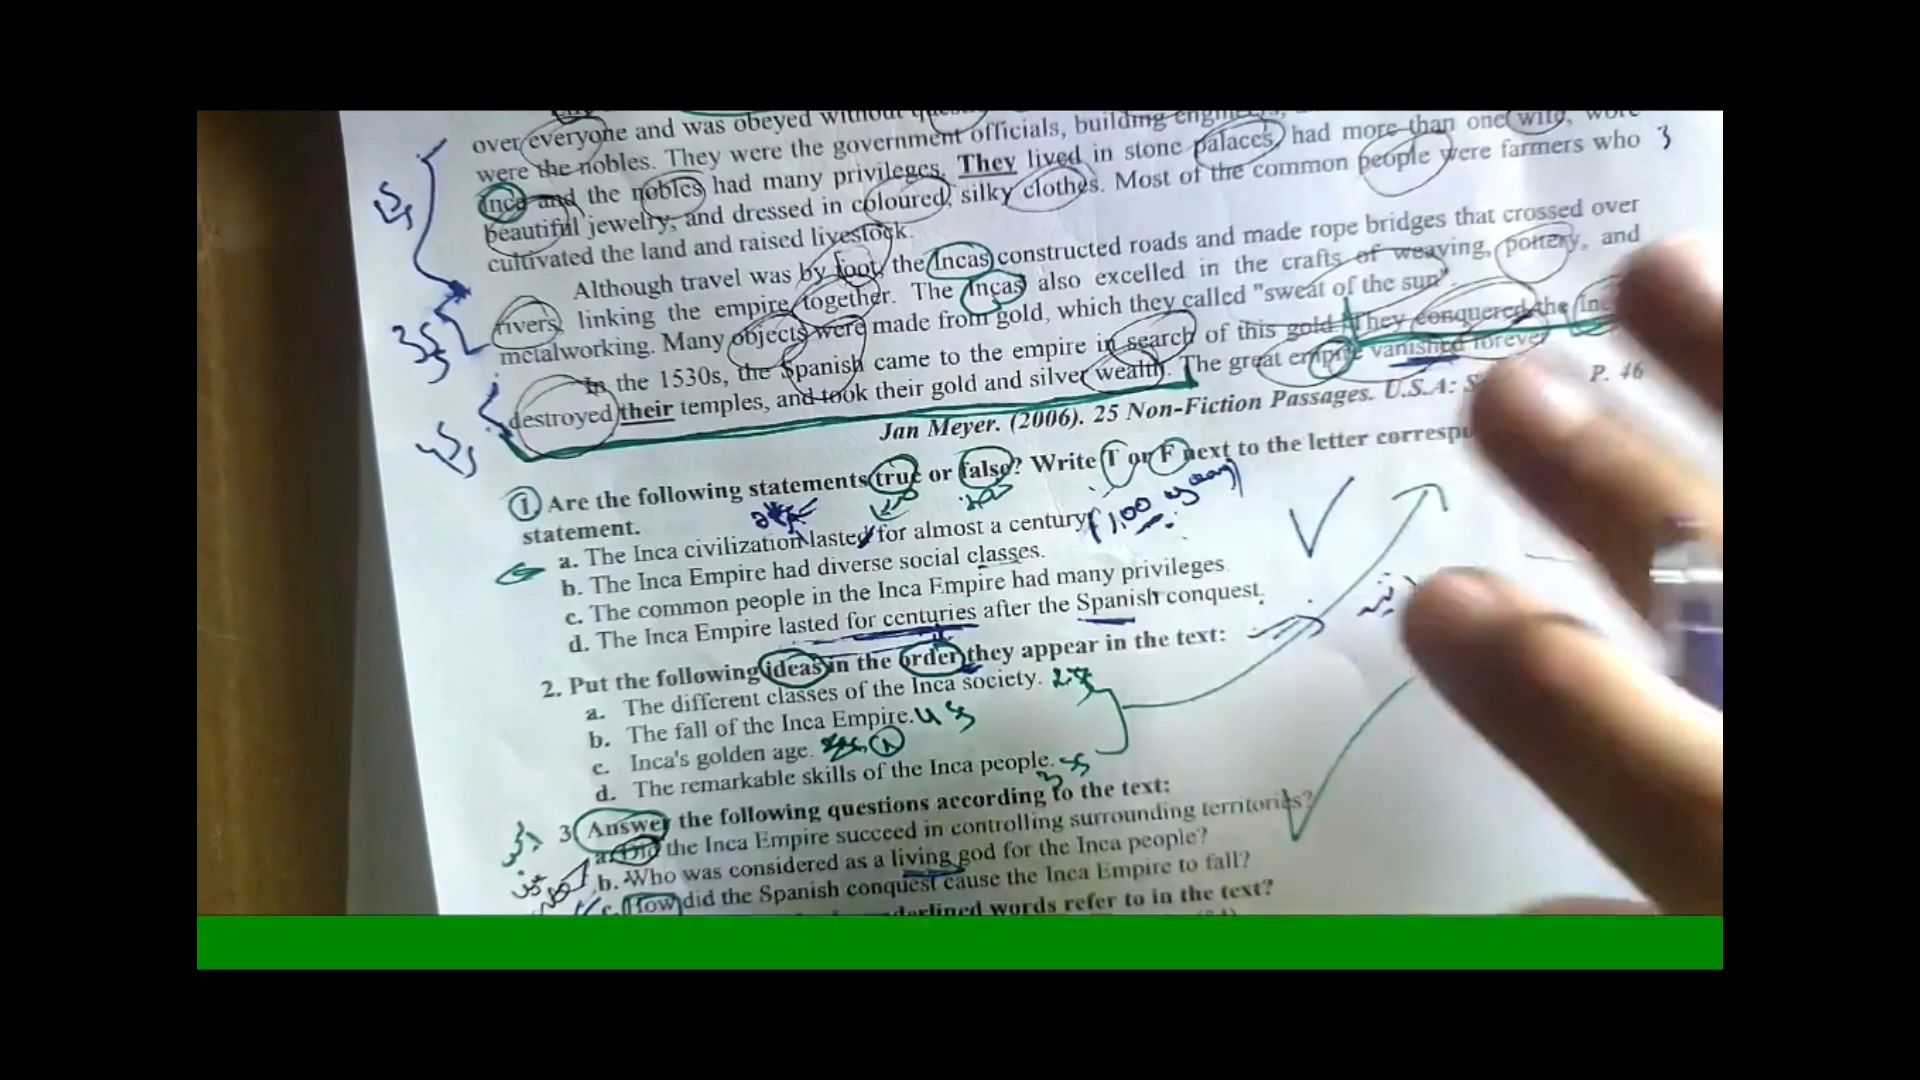 over everyone and was obeyed without
were the nobles. They were the government officials, building
Inca and the nobles had many privileges. They lived in stone palaces, had more than one wife, wore
beautiful jewelry, and dressed in coloured, silky clothes. Most of the common people were farmers who
cultivated the land and raised livestock.
Although travel was by foot, the Incas constructed roads and made rope bridges that crossed over
rivers, linking the empire together. The Incas also excelled in the crafts of weaving, pottery, and
metalworking. Many objects were made from gold, which they called "sweat of the sun".
In the 1530s, the Spanish came to the empire in search of this gold. They conquered the
destroyed their temples, and took their gold and silver wealth. The great empire vanished forever
Jan Meyer. (2006). 25 Non-Fiction Passages. U.S.A: P. 46
1. Are the following statements true or false? Write T or F next to the letter
statement.
a. The Inca civilization lasted for almost a century (100 years)
b. The Inca Empire had diverse social classes.
c. The common people in the Inca Empire had many privileges.
d. The Inca Empire lasted for centuries after the Spanish conquest.
2. Put the following ideas in the order they appear in the text:
a. The different classes of the Inca society.
b. The fall of the Inca Empire.
c. Inca's golden age.
d. The remarkable skills of the Inca people.
3 Answer the following questions according to the text:
a. Did the Inca Empire succeed in controlling surrounding territories?
b. Who was considered as a living god for the Inca people?
c. How did the Spanish conquest cause the Inca Empire to fall?
words refer to in the text?